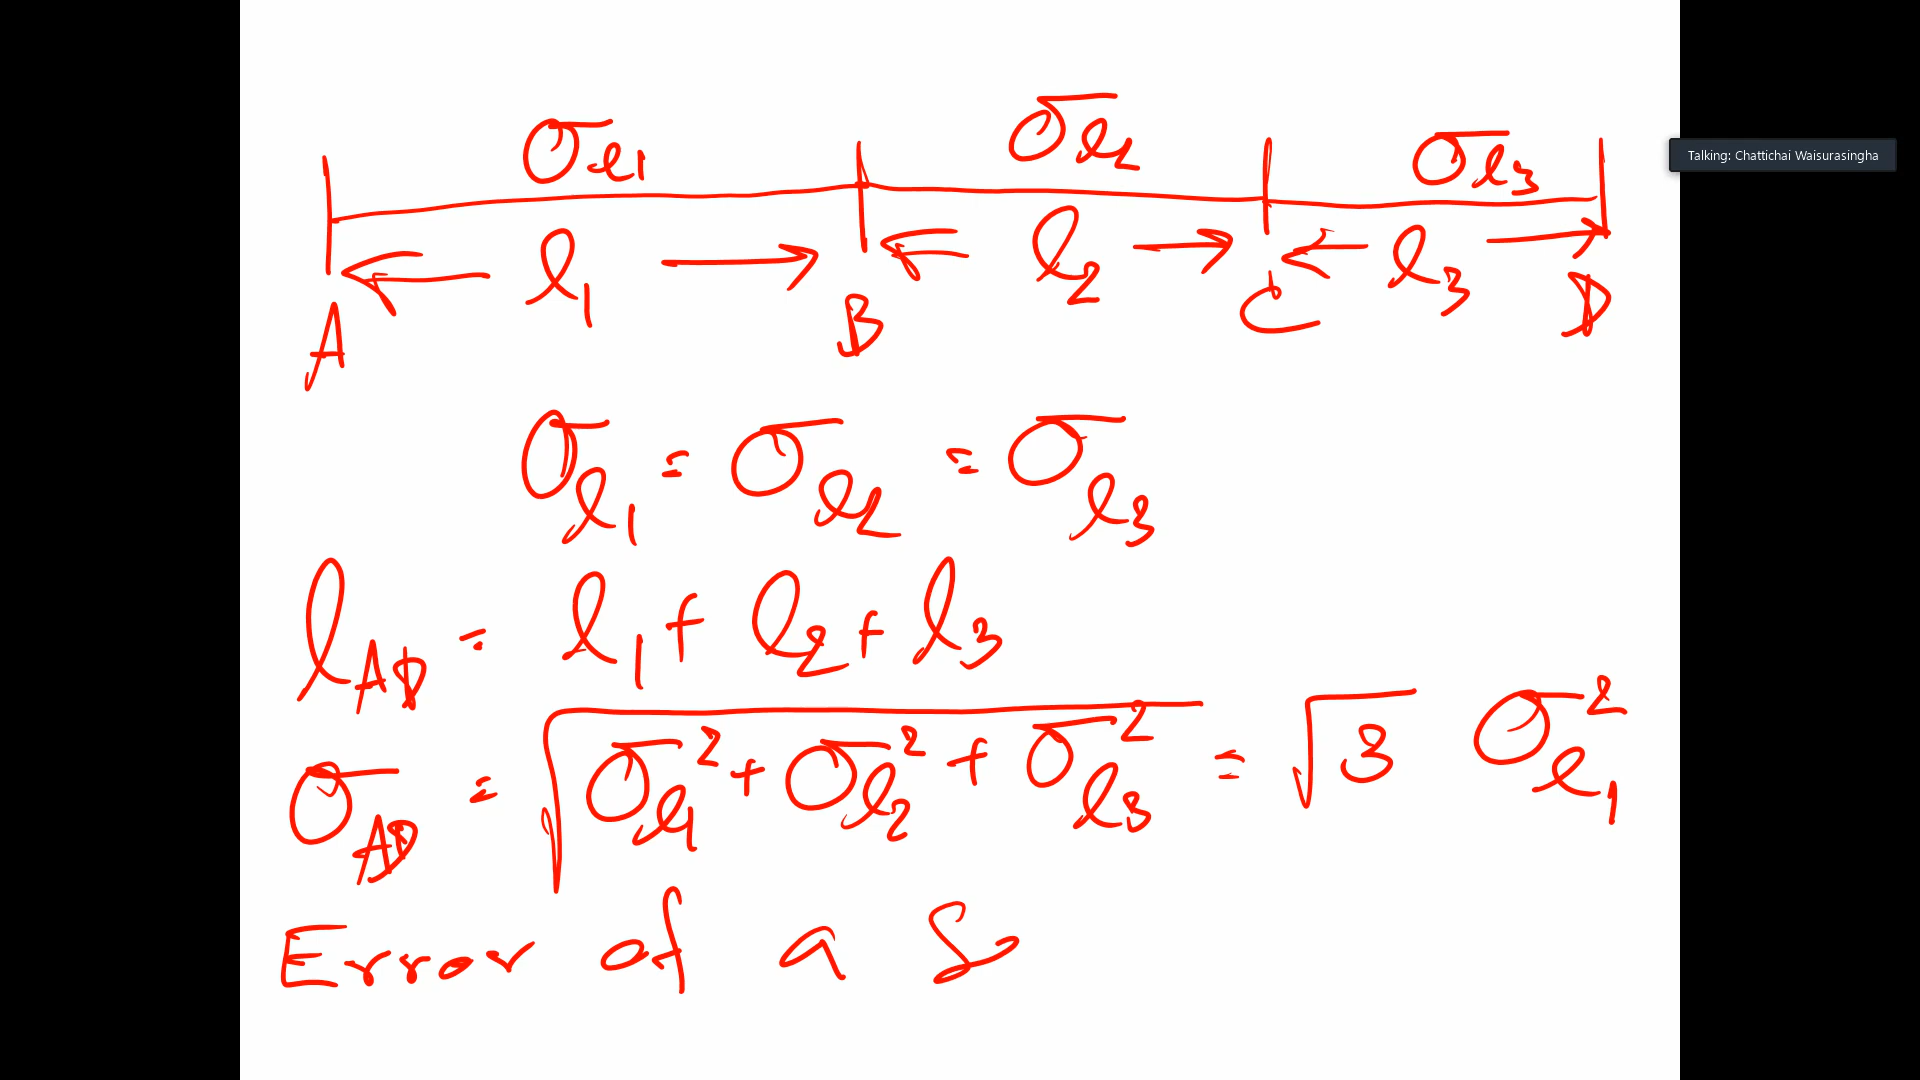 σℓ1 σℓ2 σℓ3
Talking: Chattichai Waisurasingha
ℓ1 ℓ2 ℓ3
A B C D
σℓ1 = σℓ2 = σℓ3
ℓAD = ℓ1 + ℓ2 + ℓ3
σAD = √(σℓ1² + σℓ2² + σℓ3²) = √3 σℓ1²
Error of a S